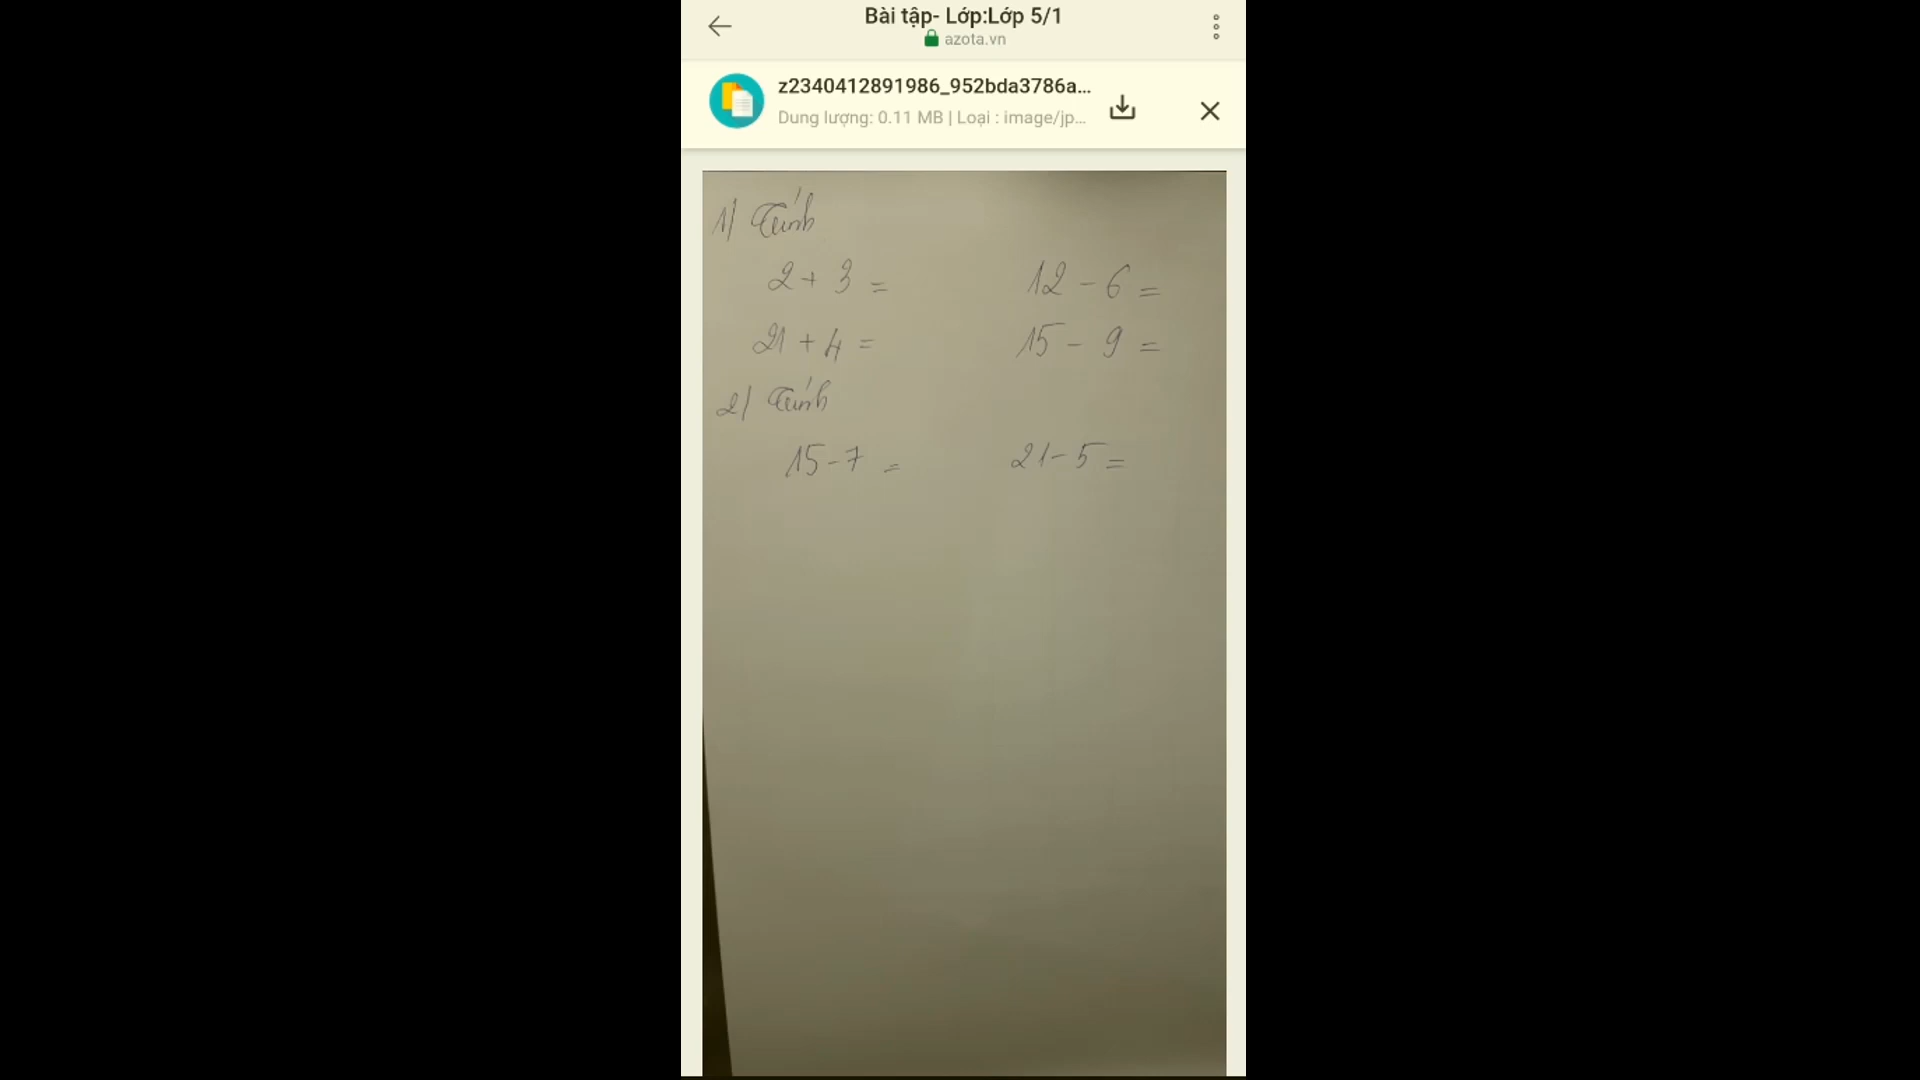 Bài tập- Lớp:Lớp 5/1
azota.vn
z2340412891986_952bda3786a...
Dung lượng: 0.11 MB | Loại : image/jp...
1) Tính
2 + 3 = 12 - 6 =
21 + 4 = 15 - 9 =
2) Tính
15 - 7 = 21 - 5 =